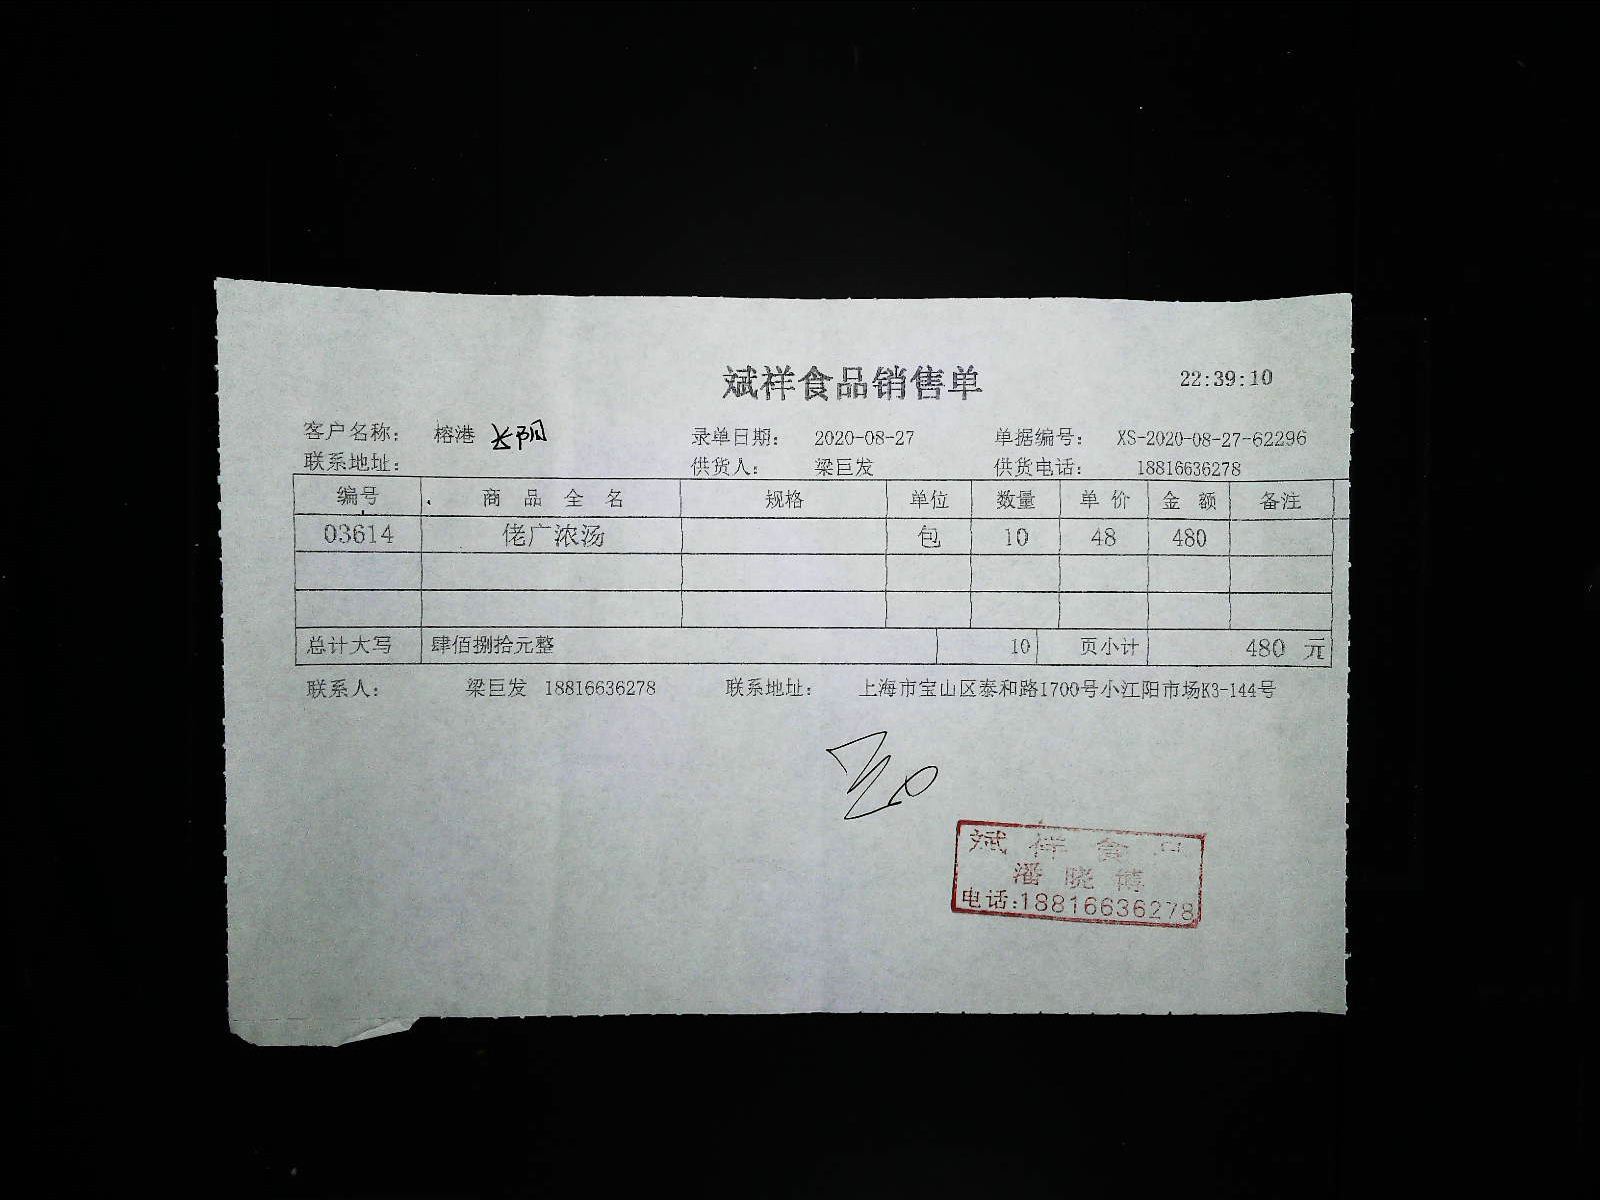 斌祥食品销售单 22:39:10
客户名称： 榕港 长阳 录单日期： 2020-08-27 单据编号： XS-2020-08-27-62296
联系地址： 供货人： 梁巨发 供货电话： 18816636278
编号 商品全名 规格 单位 数量 单价 金额 备注
03614 佬广浓汤 包 10 48 480
总计大写 肆佰捌拾元整 10 页小计 480 元
联系人： 梁巨发 18816636278 联系地址： 上海市宝山区泰和路1700号小江阳市场K3-144号
斌祥食品
潘晓
电话:18816636278